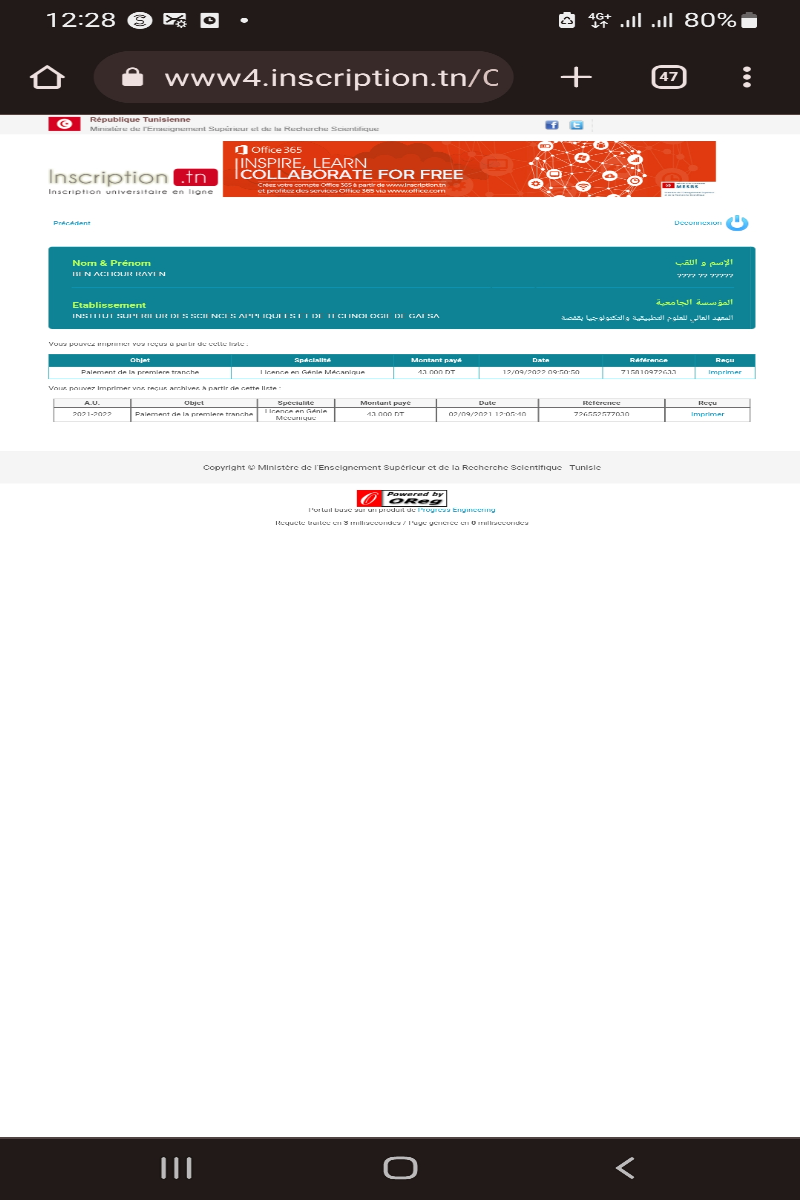 12:28
4G+ 80%
www4.inscription.tn/C
47
République Tunisienne
Ministère de l'Enseignement Supérieur et de la Recherche Scientifique
Office 365
INSPIRE, LEARN
COLLABORATE FOR FREE
Créez votre compte Office 365 à partir de www.inscription.tn
et profitez des services Office 365 via www.office.com
Inscription .tn
Inscription universitaire en ligne
Précédent
Déconnexion
Nom & Prénom
الإسم و اللقب
BEN ACHOUR RAYEN
???? ?? ?????
Etablissement
المؤسسة الجامعية
INSTITUT SUPERIEUR DES SCIENCES APPLIQUEES ET DE TECHNOLOGIE DE GAFSA
المعهد العالي للعلوم التطبيقية والتكنولوجيا بقفصة
Vous pouvez imprimer vos reçus à partir de cette liste :
Objet Spécialité Montant payé Date Référence Reçu
Paiement de la premiere tranche Licence en Génie Mécanique 43.000 DT 12/09/2022 09:50:50 715810972633 Imprimer
Vous pouvez imprimer vos reçus archivés à partir de cette liste :
A.U. Objet Spécialité Montant payé Date Référence Reçu
2021-2022 Paiement de la premiere tranche Licence en Génie Mécanique 43.000 DT 02/09/2021 12:05:40 726552577030 Imprimer
Copyright © Ministère de l'Enseignement Supérieur et de la Recherche Scientifique - Tunisie
Powered by
OReg
Portail basé sur un produit de Progress Engineering
Requête traitée en 3 millisecondes / Page générée en 0 millisecondes